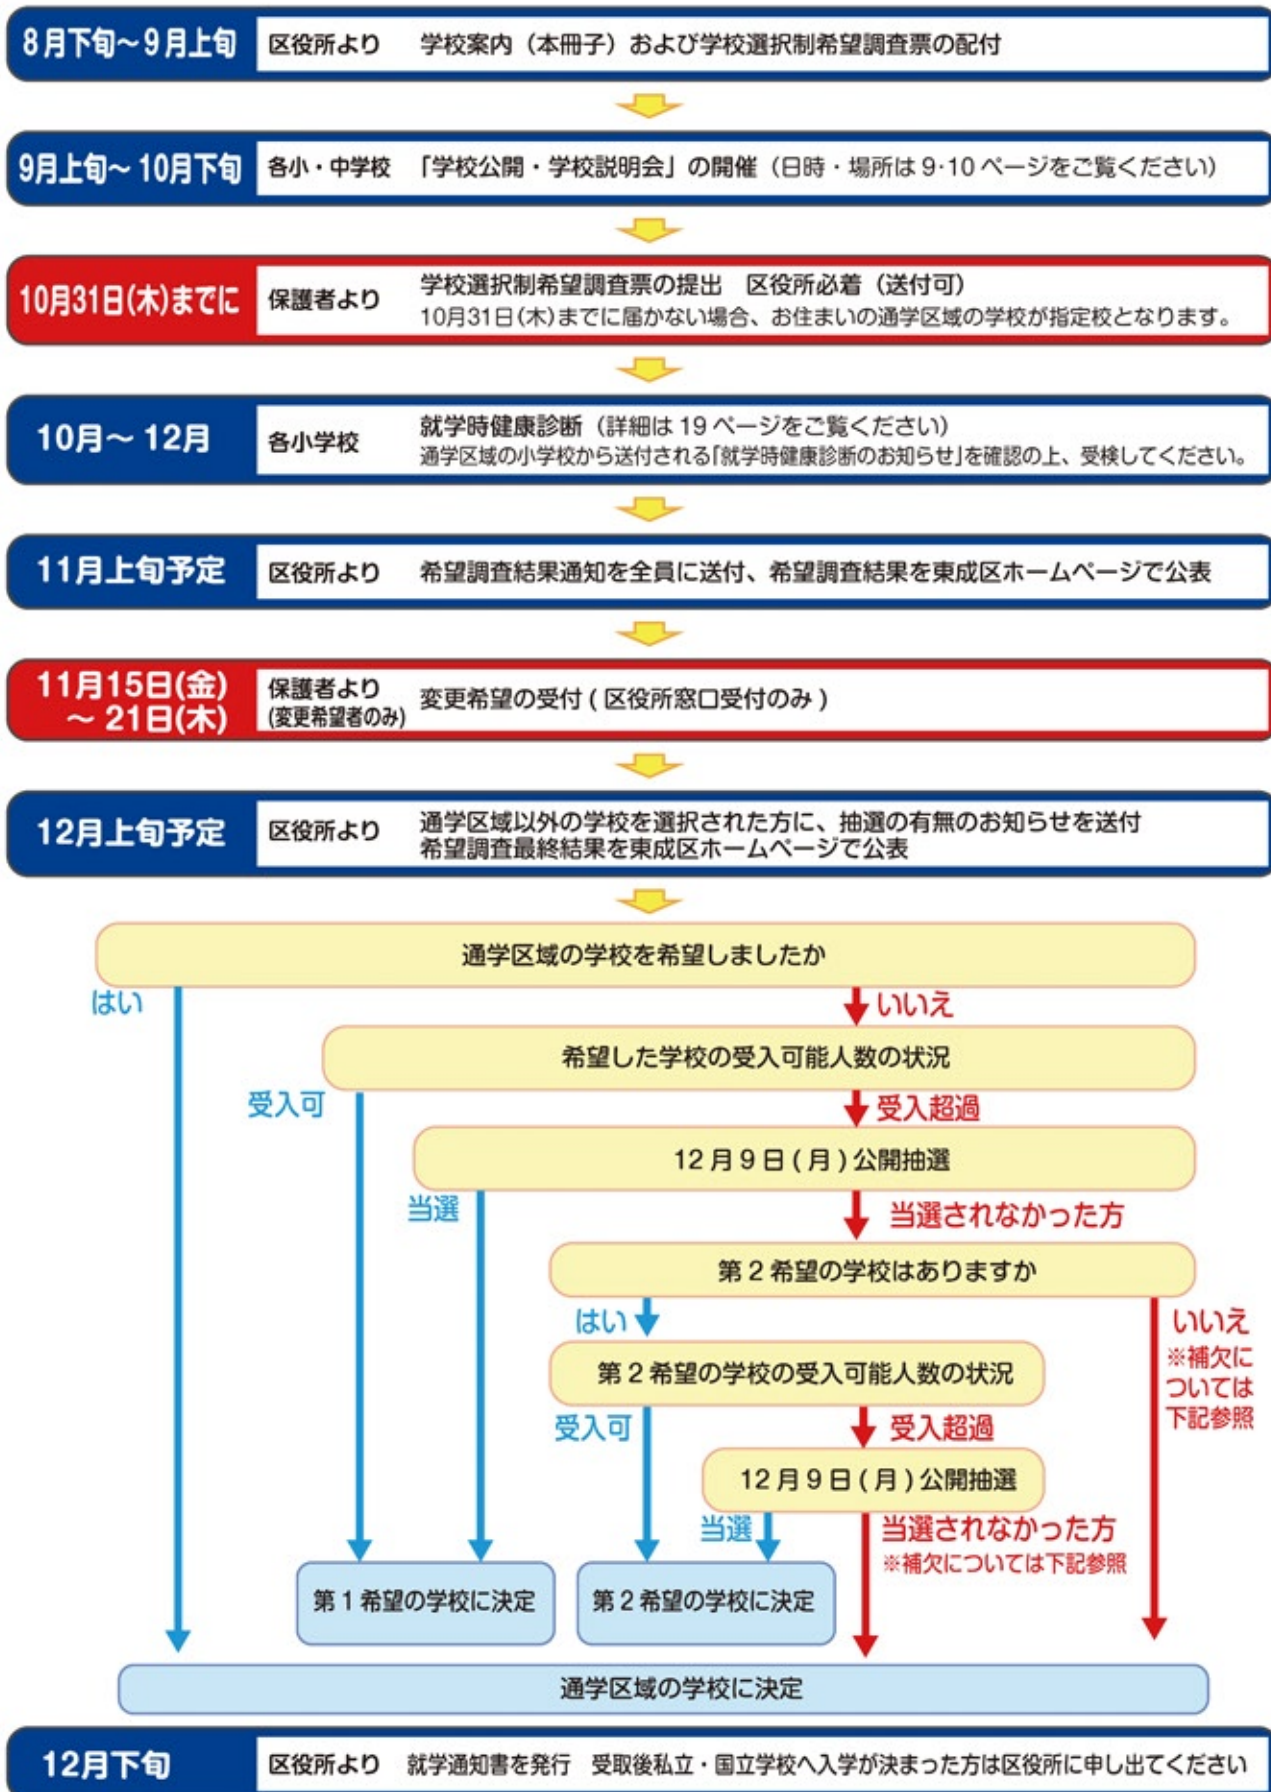 8月下旬～9月上旬
区役所より 学校案内（本冊子）および学校選択制希望調査票の配付
9月上旬～10月下旬
各小・中学校 「学校公開・学校説明会」の開催（日時・場所は9･10ページをご覧ください）
10月31日(木)までに
保護者より
学校選択制希望調査票の提出 区役所必着（送付可）
10月31日(木)までに届かない場合、お住まいの通学区域の学校が指定校となります。
10月～12月
各小学校
就学時健康診断（詳細は19ページをご覧ください）
通学区域の小学校から送付される｢就学時健康診断のお知らせ｣を確認の上、受検してください。
11月上旬予定
区役所より 希望調査結果通知を全員に送付、希望調査結果を東成区ホームページで公表
11月15日(金)
～21日(木)
保護者より
(変更希望者のみ)
変更希望の受付(区役所窓口受付のみ)
12月上旬予定
区役所より
通学区域以外の学校を選択された方に、抽選の有無のお知らせを送付
希望調査最終結果を東成区ホームページで公表
通学区域の学校を希望しましたか
はい
いいえ
希望した学校の受入可能人数の状況
受入可
受入超過
12月9日(月)公開抽選
当選
当選されなかった方
第2希望の学校はありますか
はい
いいえ
※補欠に
ついては
下記参照
第2希望の学校の受入可能人数の状況
受入可
受入超過
12月9日(月)公開抽選
当選
当選されなかった方
※補欠については下記参照
第1希望の学校に決定
第2希望の学校に決定
通学区域の学校に決定
12月下旬
区役所より 就学通知書を発行 受取後私立・国立学校へ入学が決まった方は区役所に申し出てください